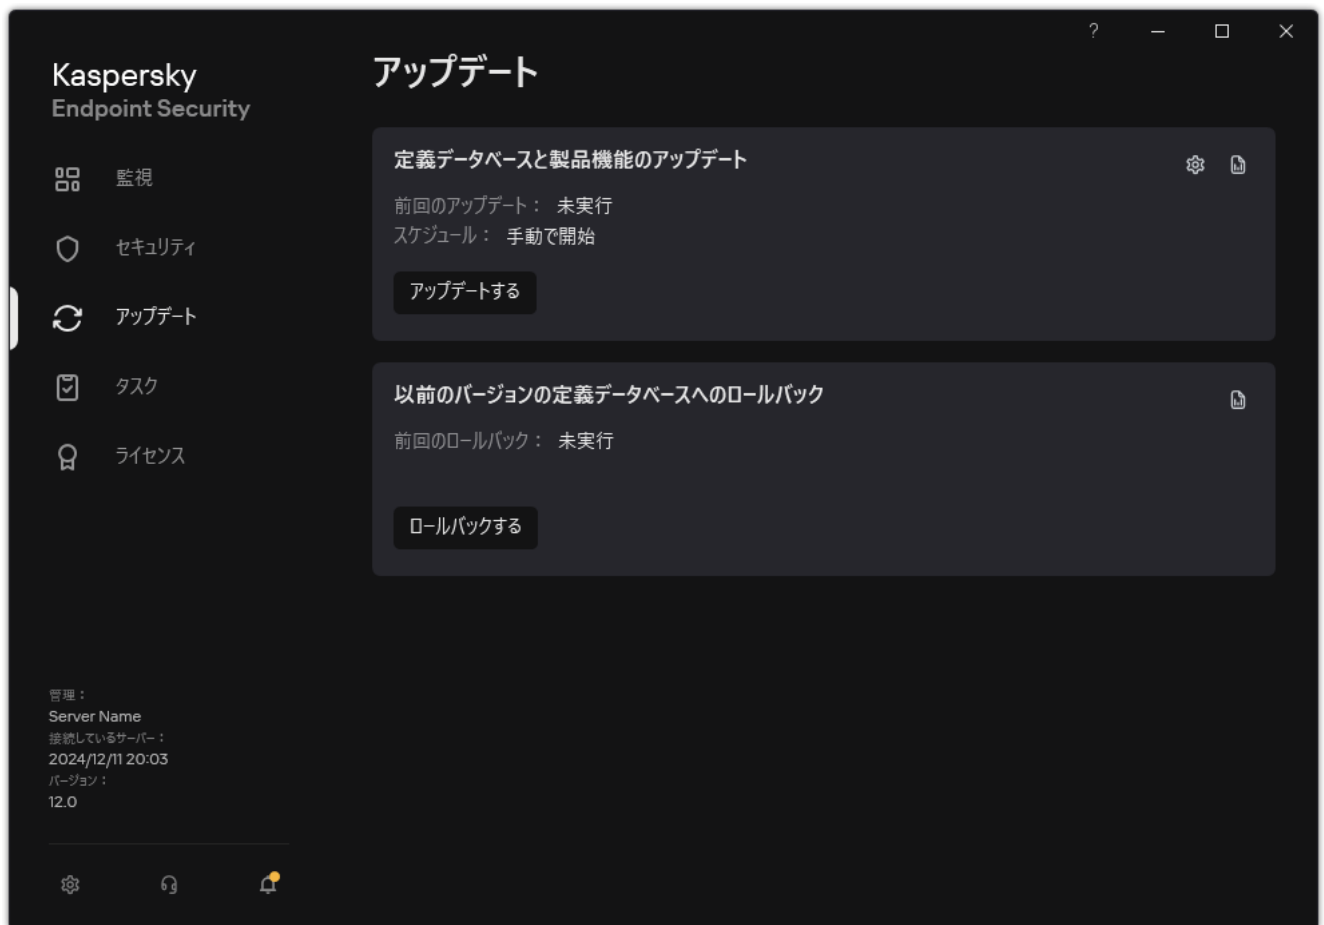 ?
Kaspersky
Endpoint Security
監視
セキュリティ
アップデート
タスク
ライセンス
管理：
Server Name
接続しているサーバー：
2024/12/11 20:03
バージョン：
12.0
アップデート
定義データベースと製品機能のアップデート
前回のアップデート： 未実行
スケジュール： 手動で開始
アップデートする
以前のバージョンの定義データベースへのロールバック
前回のロールバック： 未実行
ロールバックする